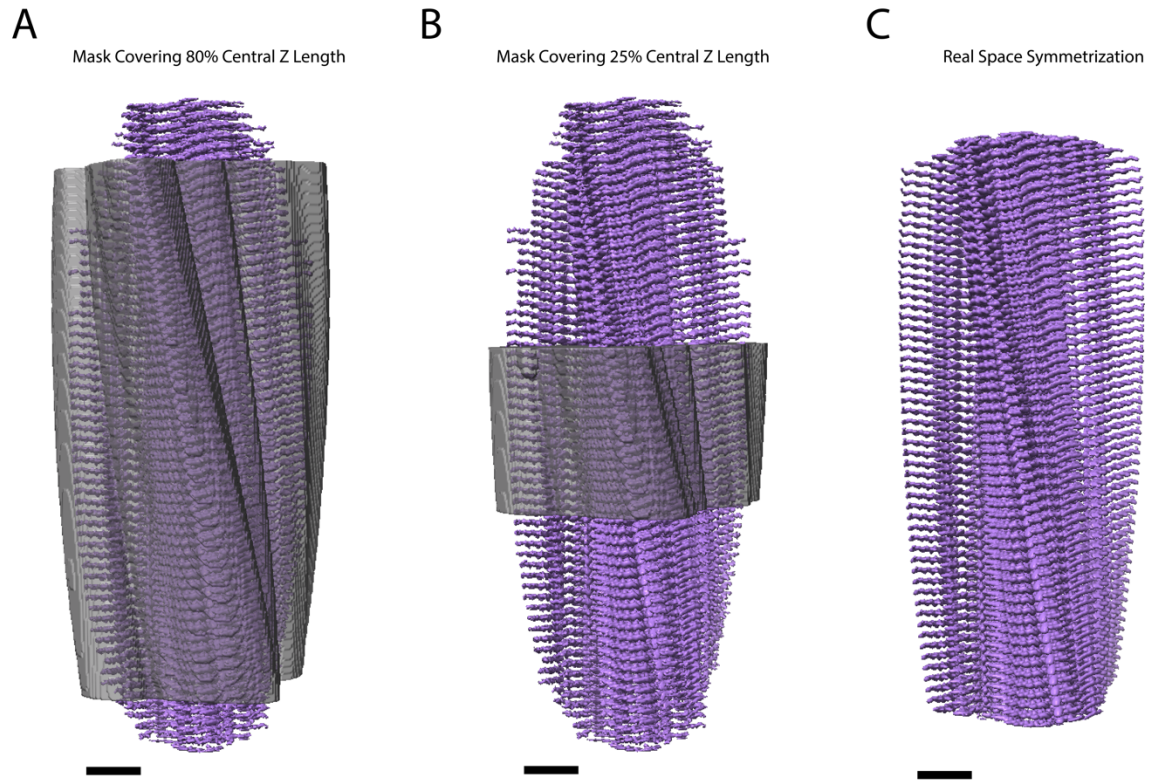 A
Mask Covering 80% Central Z Length
B
Mask Covering 25% Central Z Length
C
Real Space Symmetrization